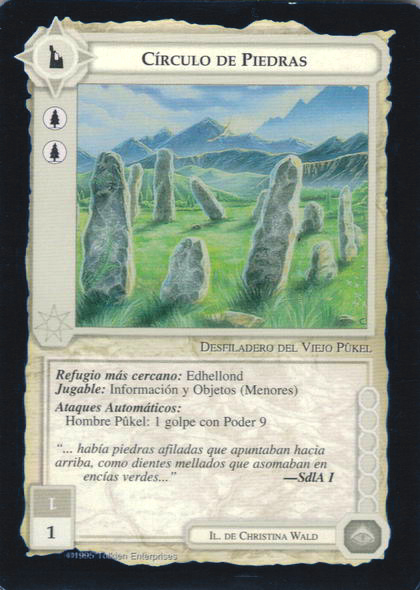 CÍRCULO DE PIEDRAS
DESFILADERO DEL VIEJO PÛKEL
Refugio más cercano: Edhellond
Jugable: Información y Objetos (Menores)
Ataques Automáticos:
Hombre Pûkel: 1 golpe con Poder 9
“... había piedras afiladas que apuntaban hacia
arriba, como dientes mellados que asomaban en
encías verdes...” —SdlA I
1
1
IL. DE CHRISTINA WALD
©1995 Tolkien Enterprises